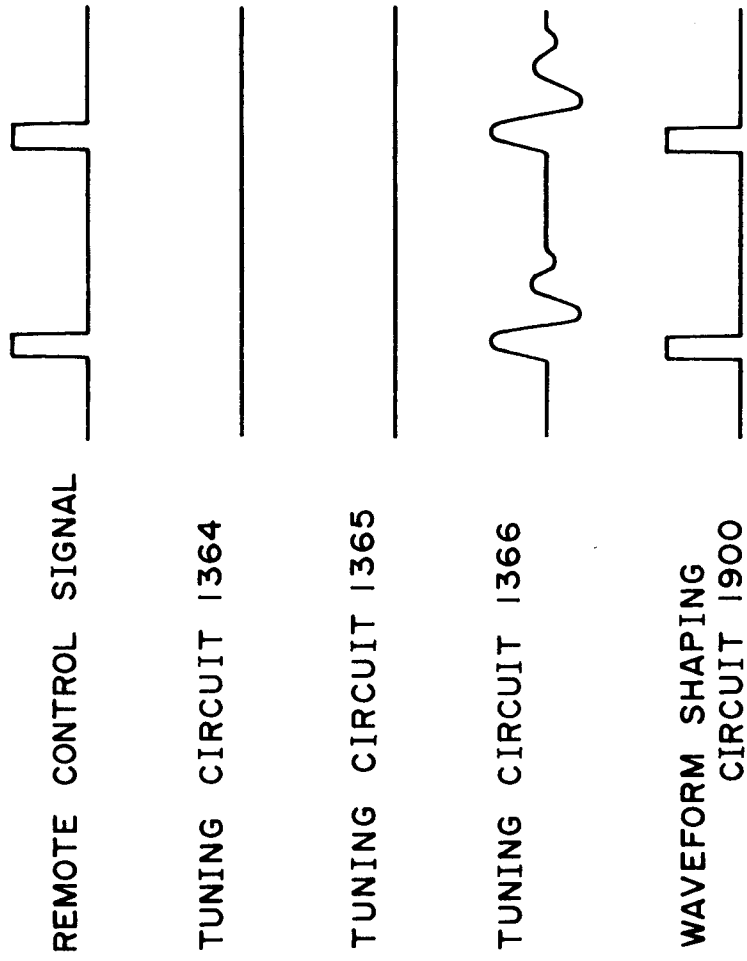 REMOTE CONTROL SIGNAL
TUNING CIRCUIT 1364
TUNING CIRCUIT 1365
TUNING CIRCUIT 1366
WAVEFORM SHAPING
CIRCUIT 1900